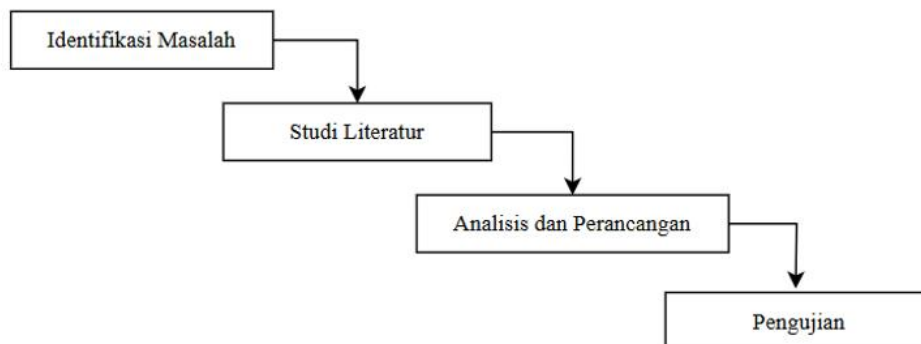 Identifikasi Masalah
Studi Literatur
Analisis dan Perancangan
Pengujian